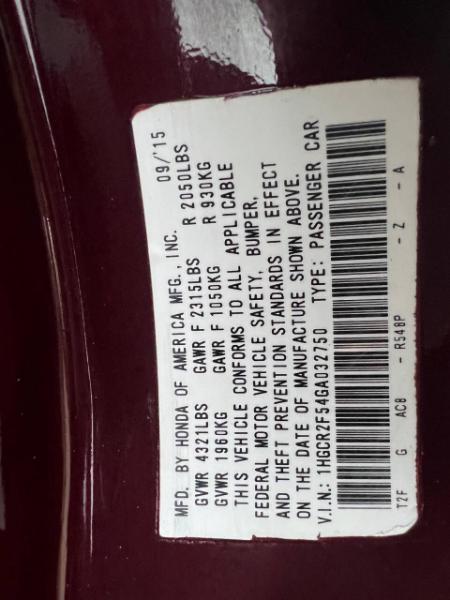 MFD. BY HONDA OF AMERICA MFG., INC. 09/'15
GVWR 4321LBS GAWR F 2315LBS R 2050LBS
GVWR 1960KG GAWR F 1050KG R 930KG
THIS VEHICLE CONFORMS TO ALL APPLICABLE
FEDERAL MOTOR VEHICLE SAFETY, BUMPER,
AND THEFT PREVENTION STANDARDS IN EFFECT
ON THE DATE OF MANUFACTURE SHOWN ABOVE.
V.I.N.: 1HGCR2F54GA032750 TYPE: PASSENGER CAR
T2F G AC8 - R548P - Z - A